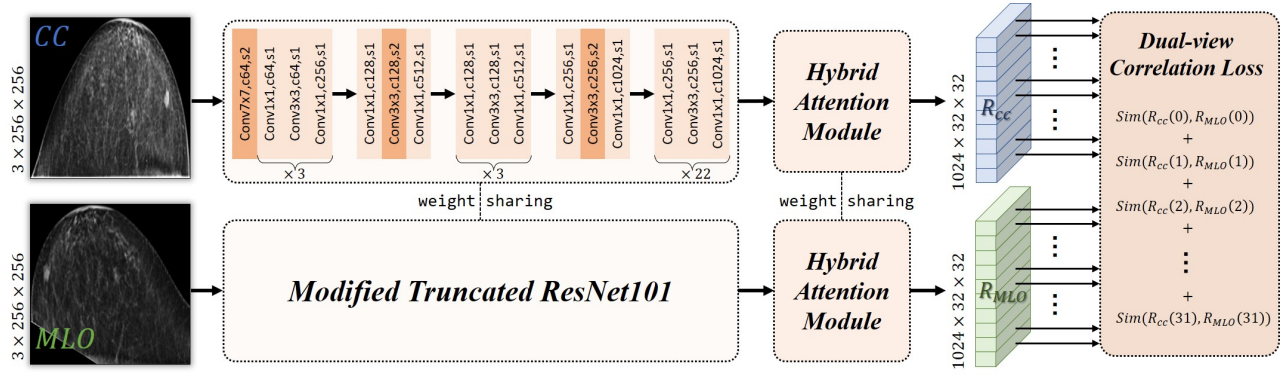 CC
3 × 256 × 256
Conv7x7,c64,s2
Conv1x1,c64,s1
Conv3x3,c64,s1
Conv1x1,c256,s1
×3
Conv1x1,c128,s1
Conv3x3,c128,s2
Conv1x1,c512,s1
Conv1x1,c128,s1
Conv3x3,c128,s1
Conv1x1,c512,s1
×3
Conv1x1,c256,s1
Conv3x3,c256,s2
Conv1x1,c1024,s1
Conv1x1,c256,s1
Conv3x3,c256,s1
Conv1x1,c1024,s1
×22
Hybrid
Attention
Module
1024 × 32 × 32
R_cc
weight sharing
weight sharing
MLO
3 × 256 × 256
Modified Truncated ResNet101
Hybrid
Attention
Module
1024 × 32 × 32
R_MLO
Dual-view
Correlation Loss
Sim(R_cc(0), R_MLO(0))
+
Sim(R_cc(1), R_MLO(1))
+
Sim(R_cc(2), R_MLO(2))
+
⋮
+
Sim(R_cc(31), R_MLO(31))